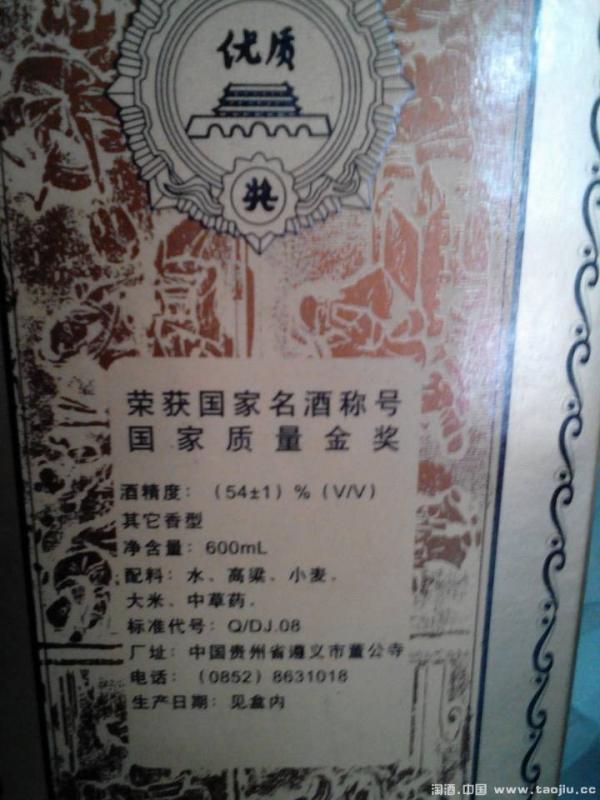 优质
奖
荣获国家名酒称号
国家质量金奖
酒精度：（54±1）%（V/V）
其它香型
净含量：600mL
配料：水、高粱、小麦、
大米、中草药。
标准代号：Q/DJ.08
厂址：中国贵州省遵义市董公寺
电话：（0852）8631018
生产日期：见盒内
淘酒.中国 www.taojiu.cc